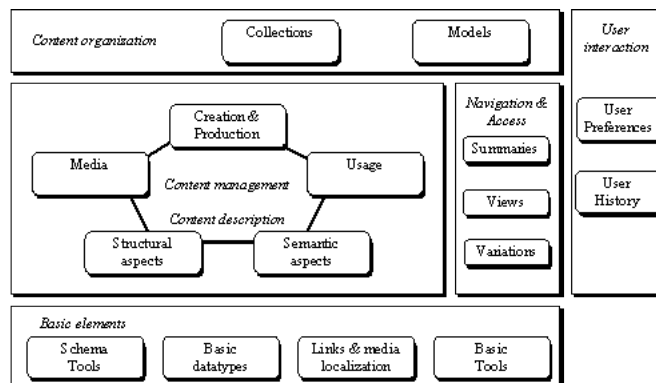 Content organization
Collections
Models
User
interaction
User
Preferences
User
History
Creation &
Production
Media
Usage
Content management
Content description
Structural
aspects
Semantic
aspects
Navigation &
Access
Summaries
Views
Variations
Basic elements
Schema
Tools
Basic
datatypes
Links & media
localization
Basic
Tools